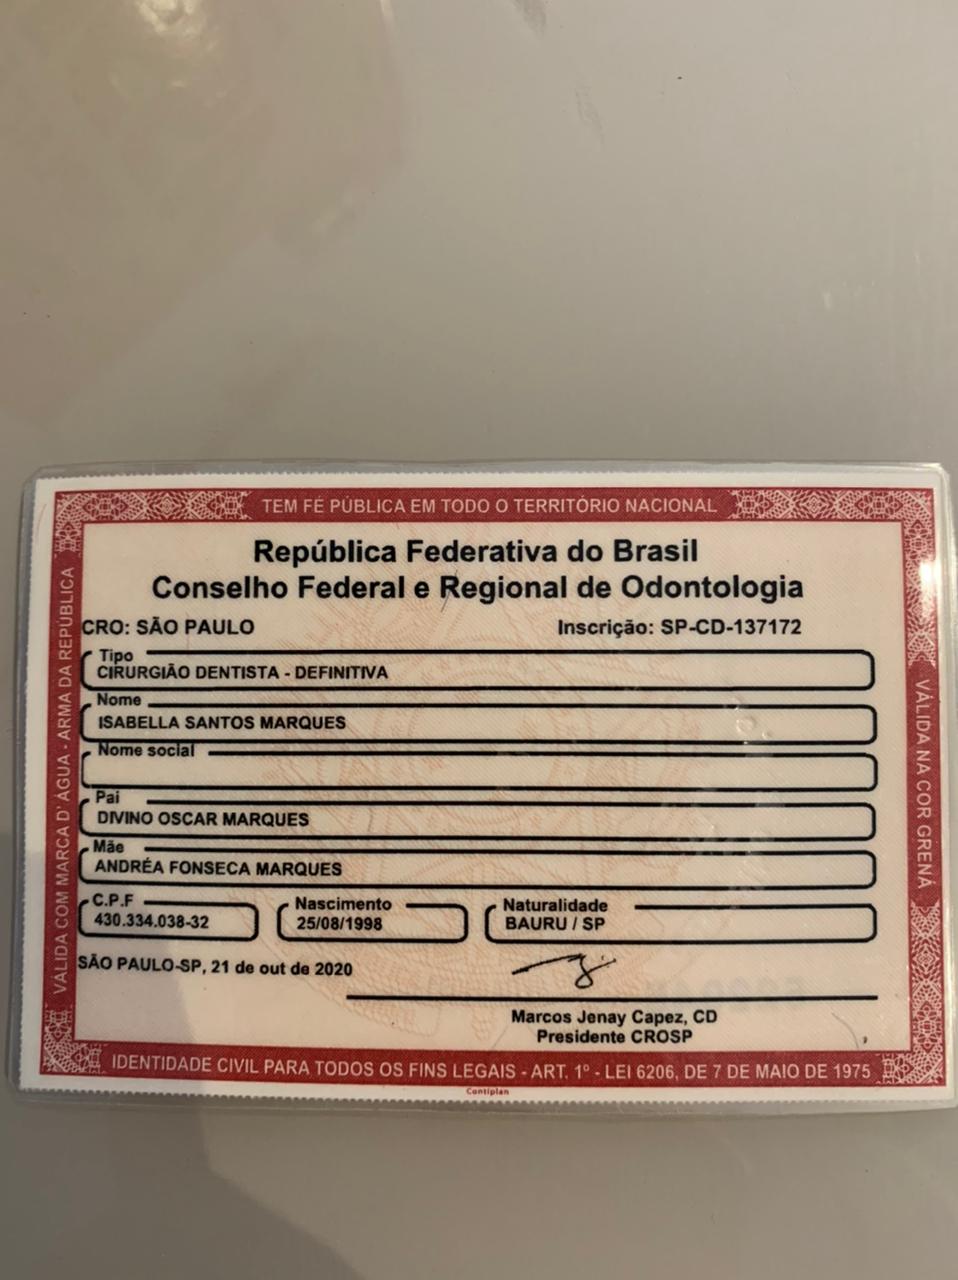 TEM FÉ PÚBLICA EM TODO O TERRITÓRIO NACIONAL
República Federativa do Brasil
Conselho Federal e Regional de Odontologia
CRO: SÃO PAULO
Inscrição: SP-CD-137172
Tipo
CIRURGIÃO DENTISTA - DEFINITIVA
Nome
ISABELLA SANTOS MARQUES
Nome social
Pai
DIVINO OSCAR MARQUES
Mãe
ANDRÉA FONSECA MARQUES
C.P.F
430.334.038-32
Nascimento
25/08/1998
Naturalidade
BAURU / SP
SÃO PAULO-SP, 21 de out de 2020
Marcos Jenay Capez, CD
Presidente CROSP
IDENTIDADE CIVIL PARA TODOS OS FINS LEGAIS - ART. 1º - LEI 6206, DE 7 DE MAIO DE 1975
Contiplan
VÁLIDA COM MARCA D'ÁGUA - ARMA DA REPÚBLICA
VÁLIDA NA COR GRENÁ